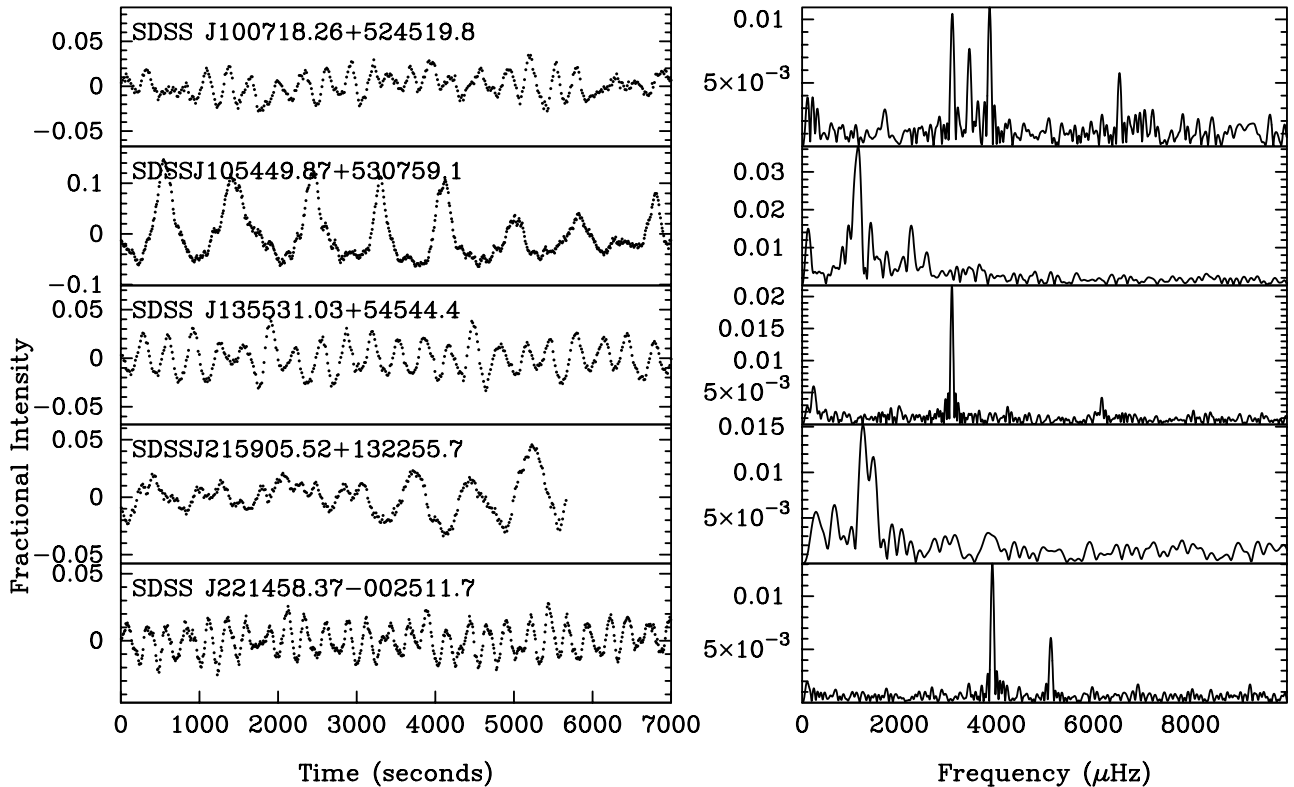 SDSS J100718.26+524519.8
0.05
0
−0.05
0.01
5×10−3
SDSSJ105449.87+530759.1
0.1
0
−0.1
0.03
0.02
0.01
SDSS J135531.03+54544.4
0.05
0
−0.05
0.02
0.015
0.01
5×10−3
SDSSJ215905.52+132255.7
0.05
0
−0.05
0.015
0.01
5×10−3
SDSS J221458.37−002511.7
0.05
0
0.01
5×10−3
Fractional Intensity
0 1000 2000 3000 4000 5000 6000 7000
0 2000 4000 6000 8000
Time (seconds)
Frequency (μHz)